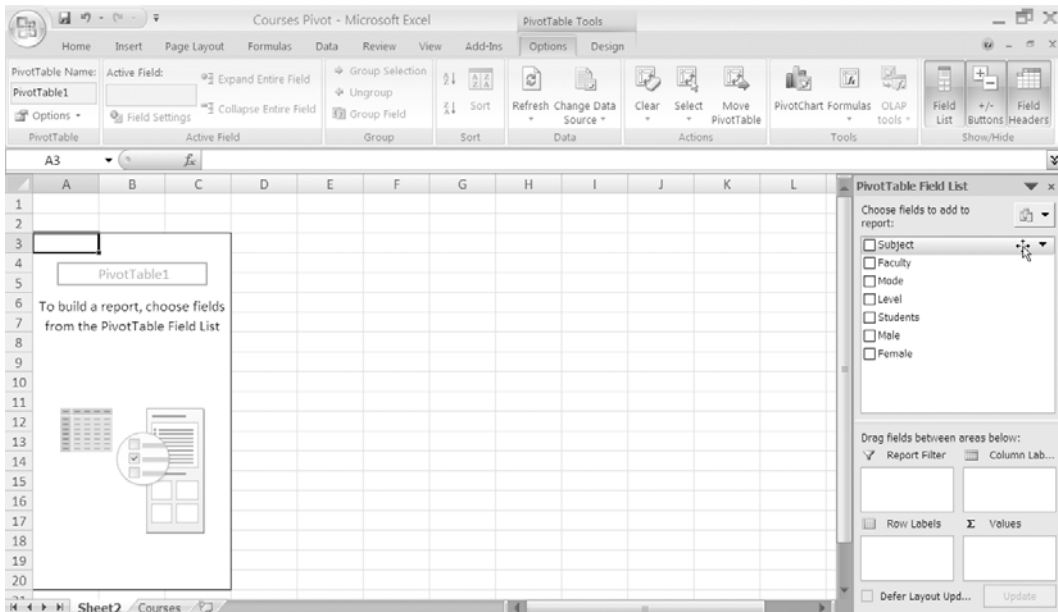 Courses Pivot - Microsoft Excel
PivotTable Tools
Home Insert Page Layout Formulas Data Review View Add-Ins Options Design
PivotTable Name: Active Field: Expand Entire Field Group Selection Refresh Change Data Source Clear Select Move PivotTable PivotChart Formulas OLAP tools Field List +/- Buttons Field Headers
PivotTable1 Ungroup Sort
Options Field Settings Collapse Entire Field Group Field
PivotTable Active Field Group Sort Data Actions Tools Show/Hide
A3 fx
A B C D E F G H I J K L
PivotTable Field List
Choose fields to add to
report:
Subject
Faculty
Mode
Level
Students
Male
Female
1
2
3
4
5
6
7
8
9
10
11
12
13
14
15
16
17
18
19
20
21
PivotTable1
To build a report, choose fields
from the PivotTable Field List
Drag fields between areas below:
Report Filter Column Lab...
Row Labels Σ Values
Defer Layout Upd... Update
Sheet2 Courses